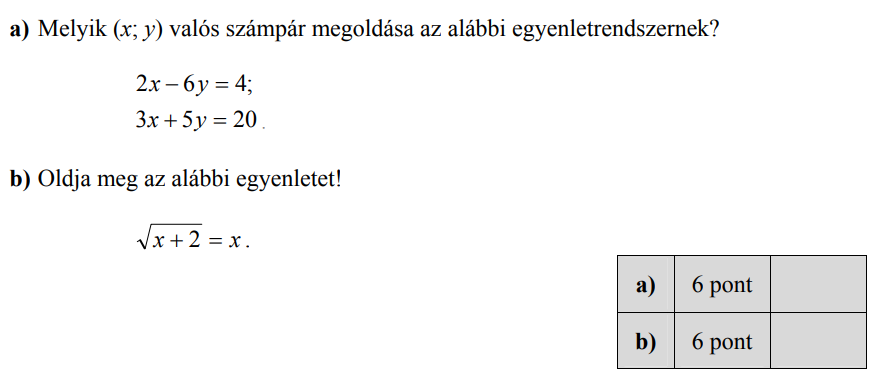 a) Melyik (x; y) valós számpár megoldása az alábbi egyenletrendszernek?
2x – 6y = 4;
3x + 5y = 20 .
b) Oldja meg az alábbi egyenletet!
√(x + 2) = x .
a) 6 pont
b) 6 pont